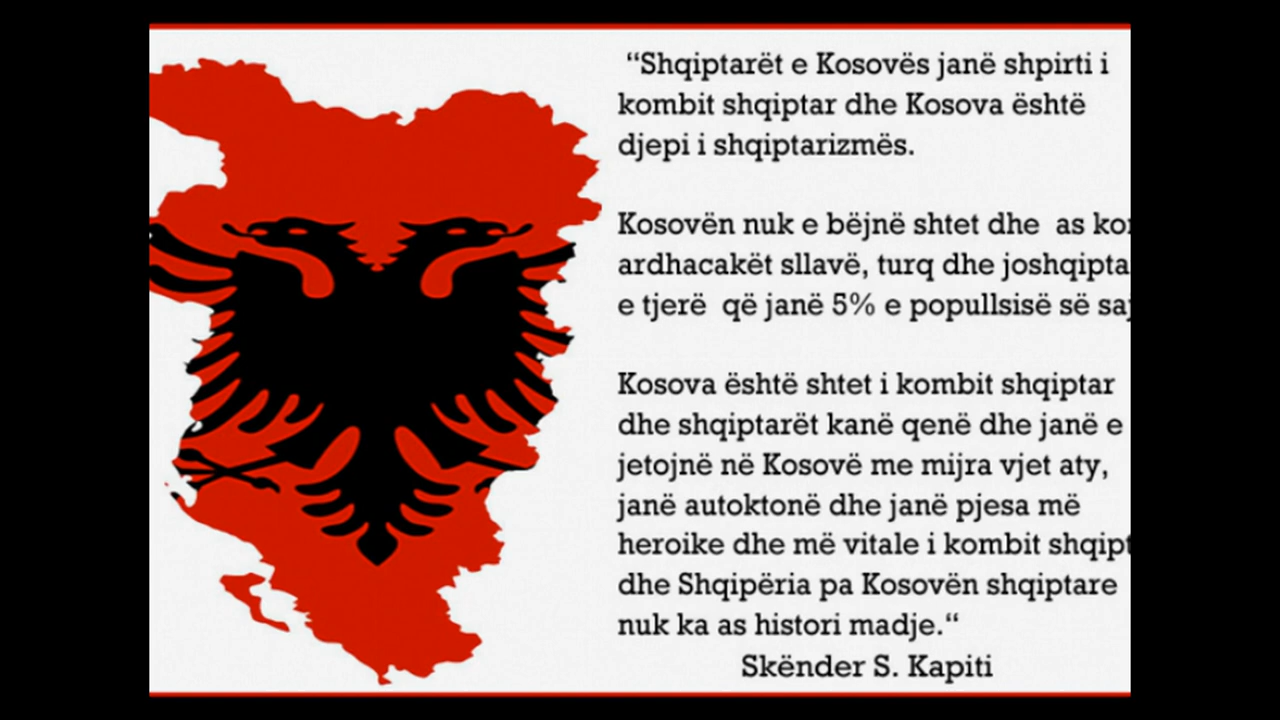 “Shqiptarët e Kosovës janë shpirti i
kombit shqiptar dhe Kosova është
djepi i shqiptarizmës.
Kosovën nuk e bëjnë shtet dhe as
ardhacakët sllavë, turq dhe
e tjerë që janë 5% e popullsisë së
Kosova është shtet i kombit shqiptar
dhe shqiptarët kanë qenë dhe janë e
jetojnë në Kosovë me mijra vjet aty,
janë autoktonë dhe janë pjesa më
heroike dhe më vitale i kombit
dhe Shqipëria pa Kosovën shqiptare
nuk ka as histori madje.“
Skënder S. Kapiti